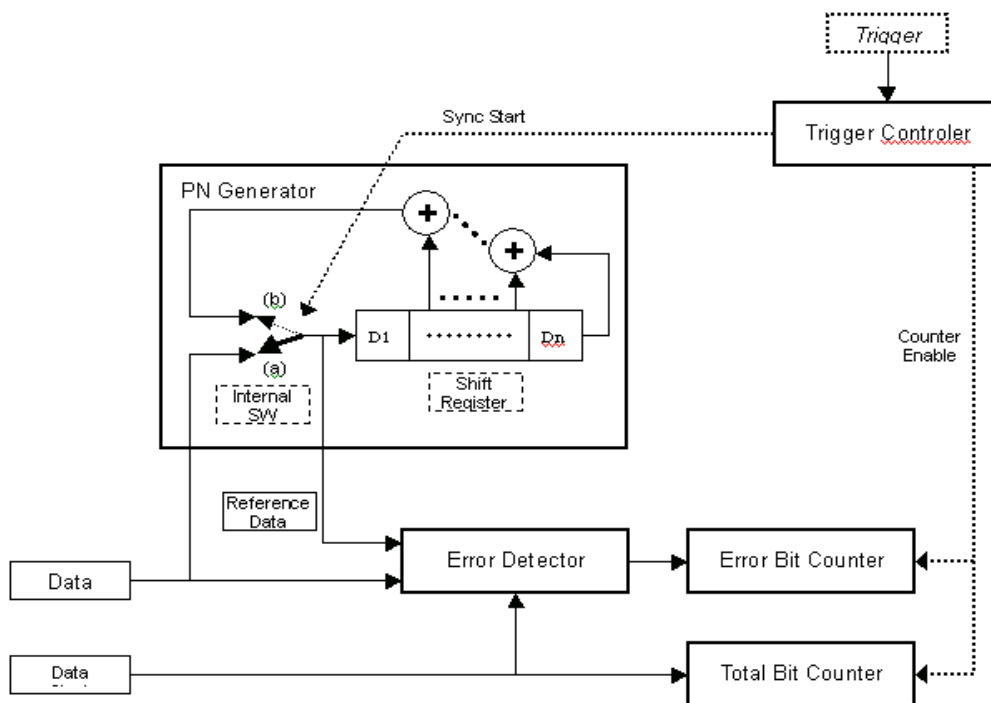 Trigger
Sync Start
Trigger Controler
PN Generator
+
+
(b)
D1
Dn
(a)
Internal
SW
Shift
Register
Counter
Enable
Reference
Data
Data
Error Detector
Error Bit Counter
Data
Total Bit Counter